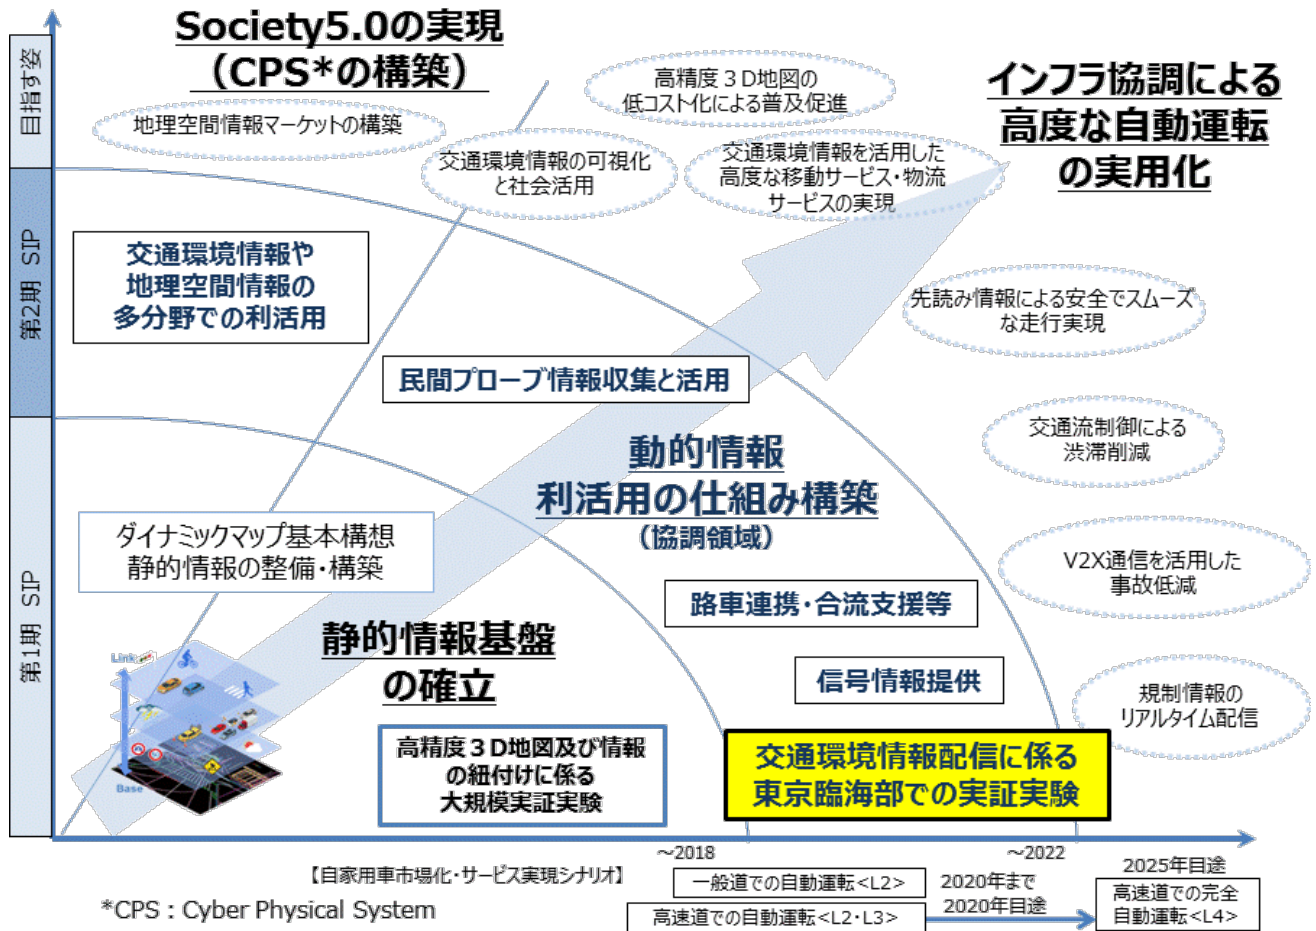 Society5.0の実現
（CPS*の構築）
目指す姿
高精度３D地図の
低コスト化による普及促進
インフラ協調による
高度な自動運転
の実用化
地理空間情報マーケットの構築
交通環境情報の可視化
と社会活用
交通環境情報を活用した
高度な移動サービス・物流
サービスの実現
第2期 SIP
交通環境情報や
地理空間情報の
多分野での利活用
先読み情報による安全でスムーズ
な走行実現
民間プローブ情報収集と活用
交通流制御による
渋滞削減
動的情報
利活用の仕組み構築
（協調領域）
第1期 SIP
ダイナミックマップ基本構想
静的情報の整備・構築
V2X通信を活用した
事故低減
路車連携・合流支援等
静的情報基盤
の確立
Link
Base
信号情報提供
規制情報の
リアルタイム配信
高精度３D地図及び情報
の紐付けに係る
大規模実証実験
交通環境情報配信に係る
東京臨海部での実証実験
～2018
～2022
2025年目途
【自家用車市場化・サービス実現シナリオ】
一般道での自動運転<L2>
2020年まで
2020年目途
高速道での自動運転<L2・L3>
高速道での完全
自動運転<L4>
*CPS : Cyber Physical System